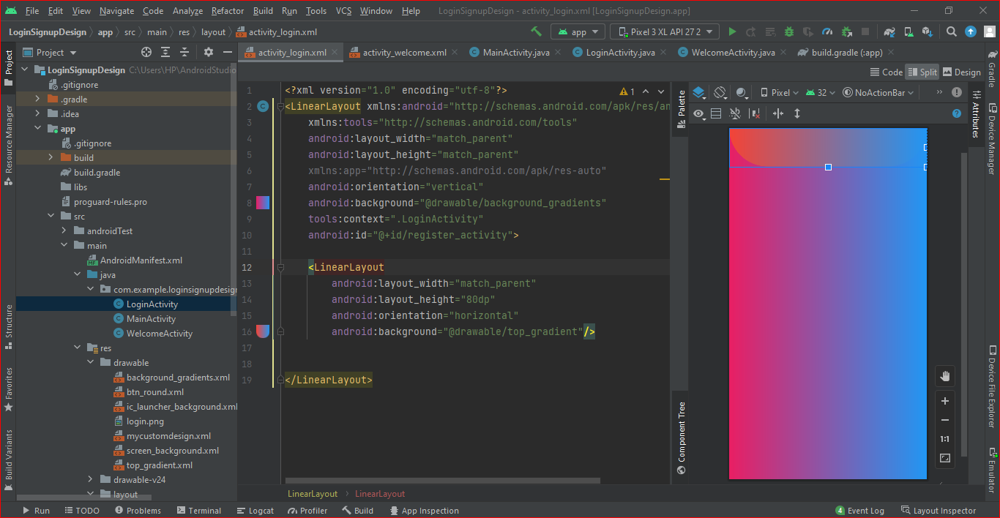 File Edit View Navigate Code Analyze Refactor Build Run Tools VCS Window Help LoginSignupDesign - activity_login.xml [LoginSignupDesign.app]
LoginSignupDesign app src main res layout activity_login.xml app Pixel 3 XL API 27 2
Project activity_login.xml activity_welcome.xml MainActivity.java LoginActivity.java WelcomeActivity.java build.gradle (:app)
Code Split Design
Pixel 32 NoActionBar
Project
Resource Manager
Structure
Favorites
Build Variants
LoginSignupDesign C:\Users\HP\AndroidStudio
.gitignore
.gradle
.idea
app
.gitignore
build
build.gradle
libs
proguard-rules.pro
src
androidTest
main
AndroidManifest.xml
java
com.example.loginsignupdesign
LoginActivity
MainActivity
WelcomeActivity
res
drawable
background_gradients.xml
btn_round.xml
ic_launcher_background.xml
login.png
mycustomdesign.xml
screen_background.xml
top_gradient.xml
drawable-v24
layout
1 <?xml version="1.0" encoding="utf-8"?> 1
2 <LinearLayout xmlns:android="http://schemas.android.com/apk/res/an
3 xmlns:tools="http://schemas.android.com/tools"
4 android:layout_width="match_parent"
5 android:layout_height="match_parent"
6 xmlns:app="http://schemas.android.com/apk/res-auto"
7 android:orientation="vertical"
8 android:background="@drawable/background_gradients"
9 tools:context=".LoginActivity"
10 android:id="@+id/register_activity">
11
12 <LinearLayout
13 android:layout_width="match_parent"
14 android:layout_height="80dp"
15 android:orientation="horizontal"
16 android:background="@drawable/top_gradient"/>
17
18
19 </LinearLayout>
LinearLayout LinearLayout
Palette
Component Tree
1:1
Attributes
Gradle
Device Manager
Device File Explorer
Emulator
Run TODO Problems Terminal Logcat Profiler Build App Inspection 4 Event Log Layout Inspector